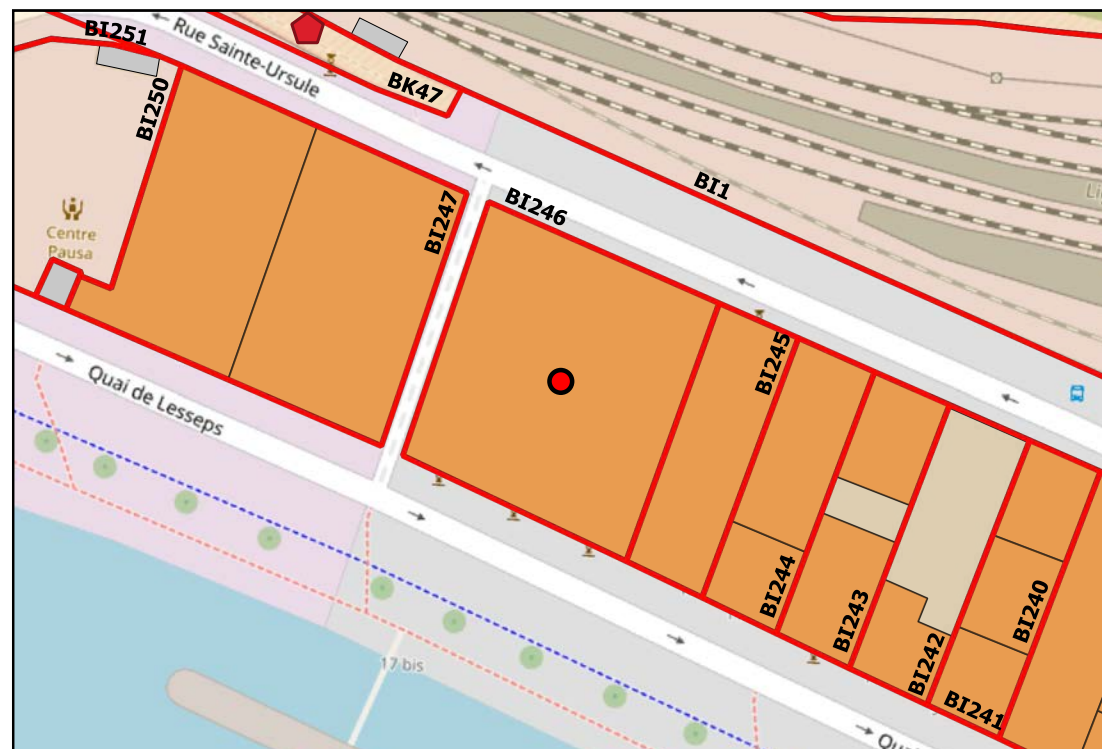 BI251
Rue Sainte-Ursule
BK47
BI250
BI1
BI247
BI246
Centre
Pausa
BI245
Quai de Lesseps
BI244
BI243
BI240
BI242
17 bis
BI241